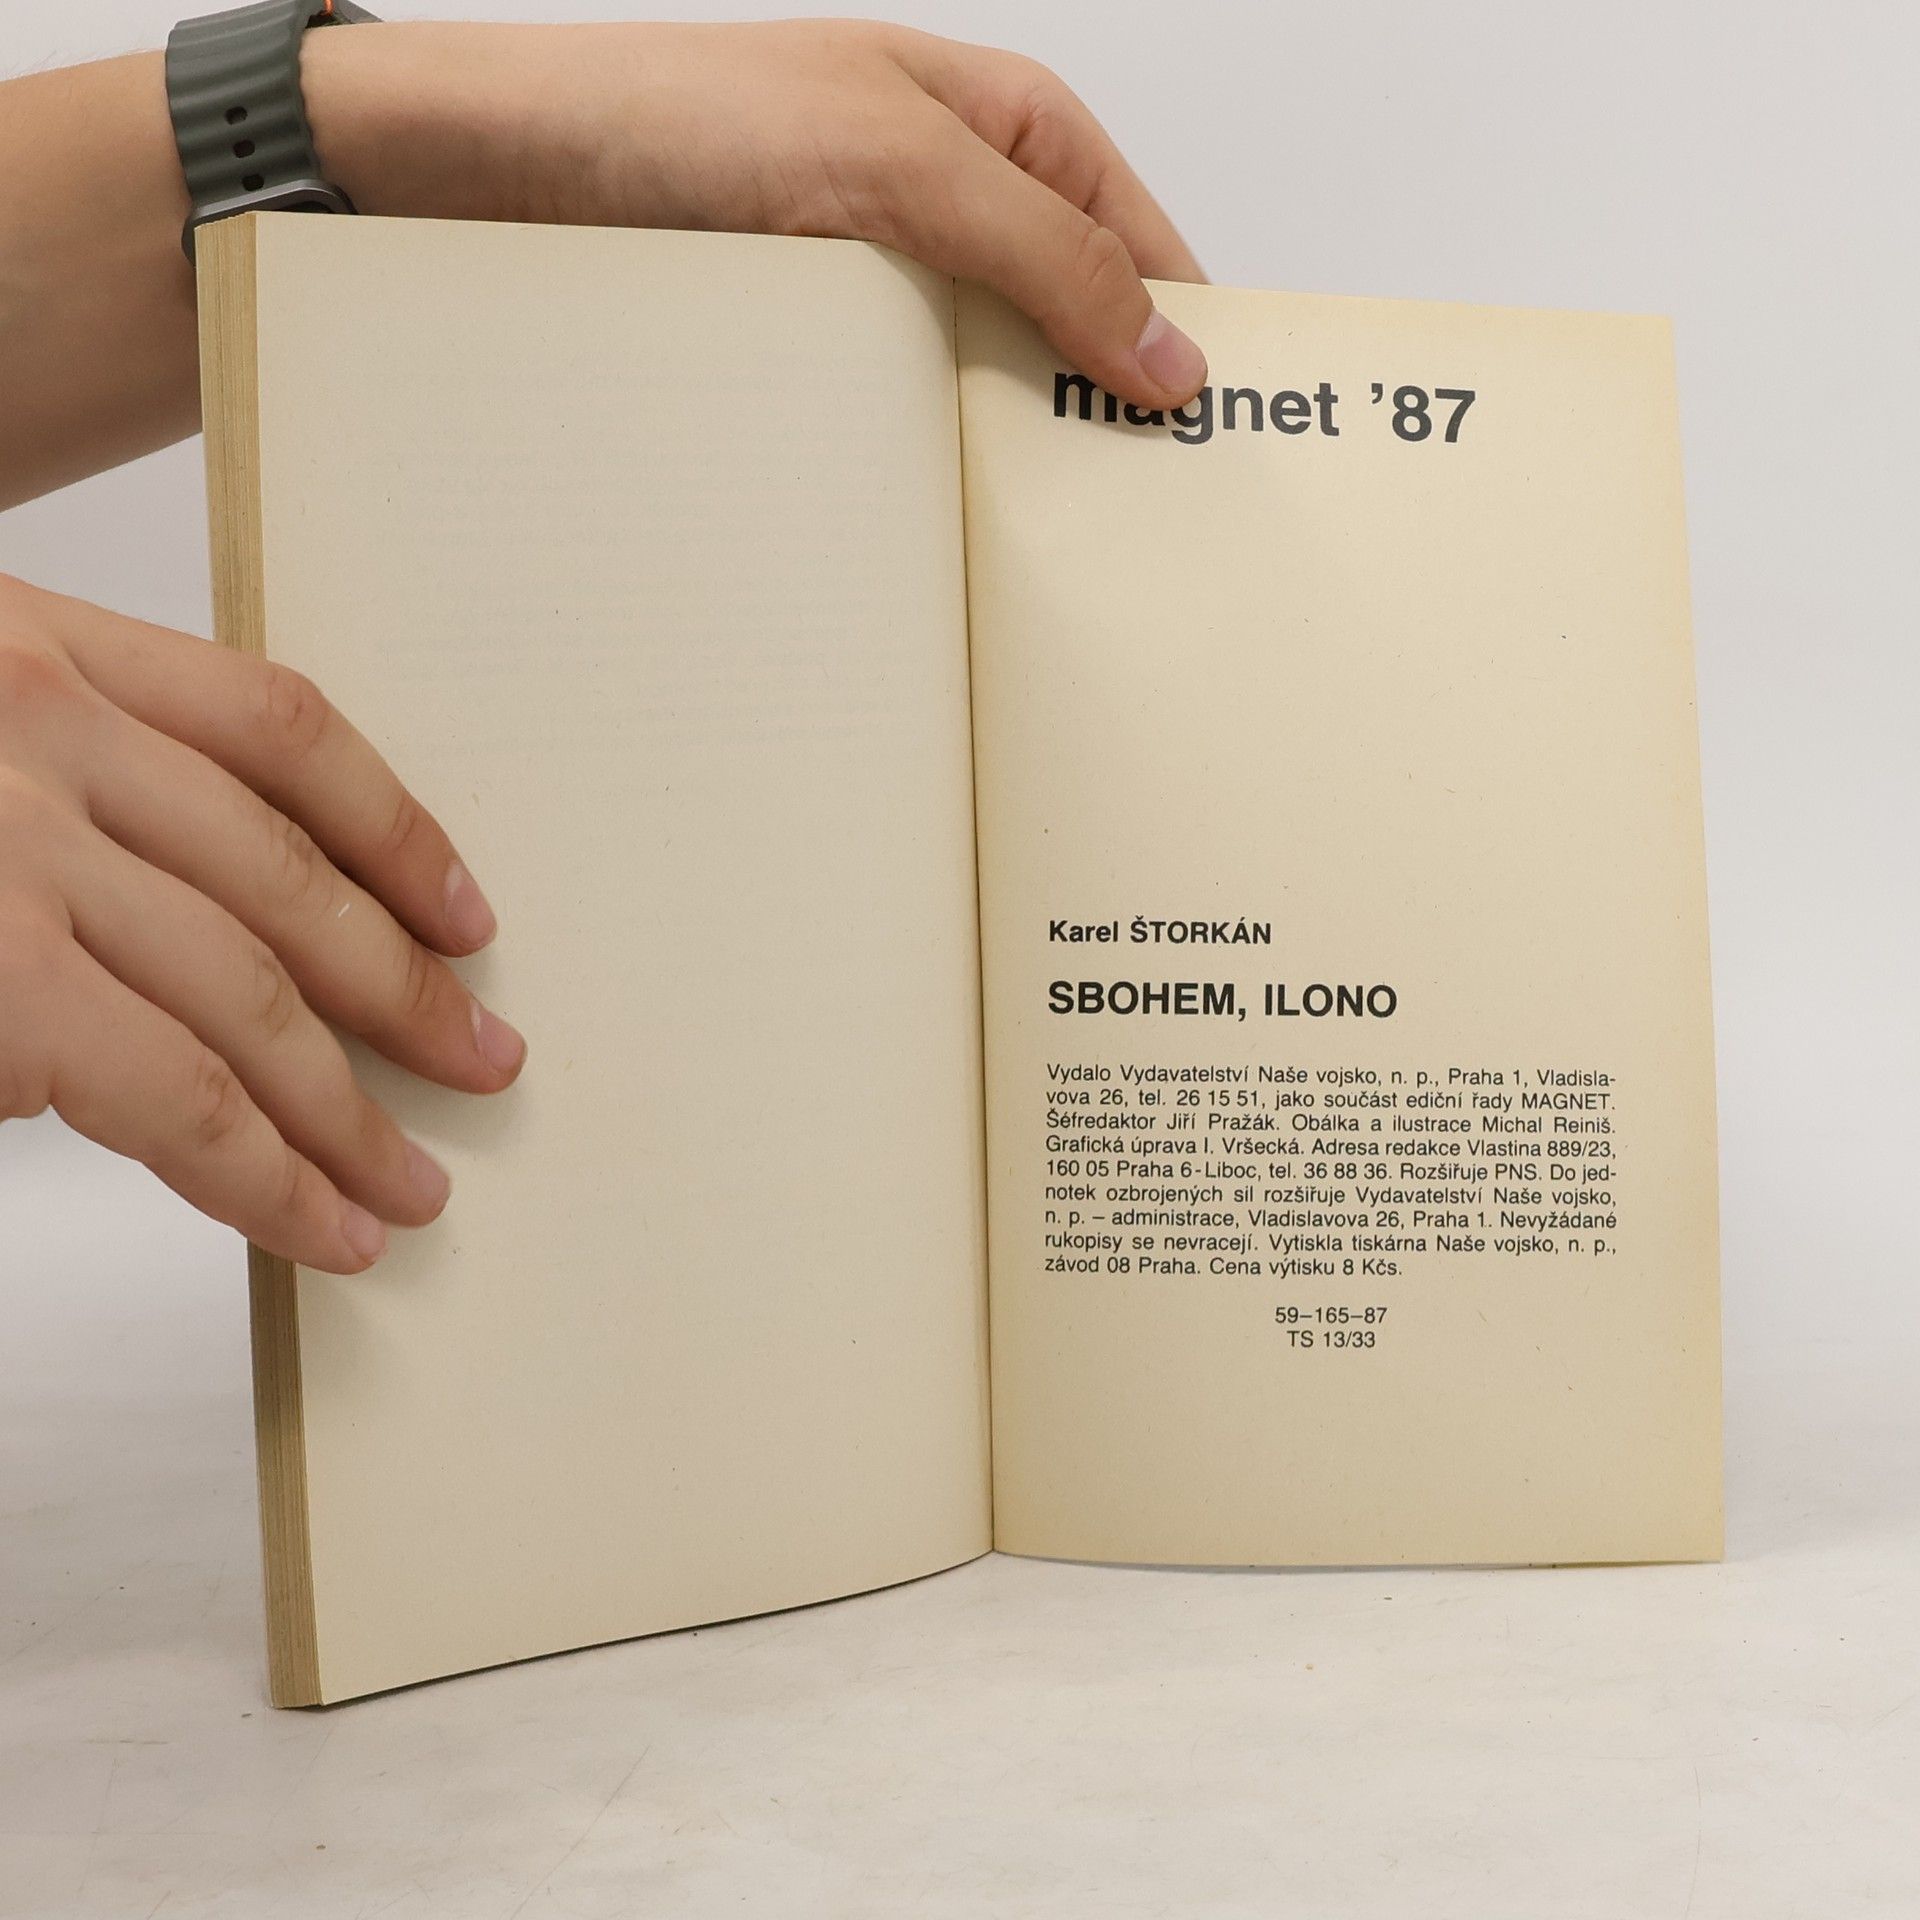 magnet ’87
Karel ŠTORKÁN
SBOHEM, ILONO
Vydalo Vydavatelství Naše vojsko, n. p., Praha 1, Vladisla-
vova 26, tel. 26 15 51, jako součást ediční řady MAGNET.
Šéfredaktor Jiří Pražák. Obálka a ilustrace Michal Reiniš.
Grafická úprava I. Vršecká. Adresa redakce Vlastina 889/23,
160 05 Praha 6-Liboc, tel. 36 88 36. Rozšiřuje PNS. Do jed-
notek ozbrojených sil rozšiřuje Vydavatelství Naše vojsko,
n. p. – administrace, Vladislavova 26, Praha 1. Nevyžádané
rukopisy se nevracejí. Vytiskla tiskárna Naše vojsko, n. p.,
závod 08 Praha. Cena výtisku 8 Kčs.
59–165–87
TS 13/33